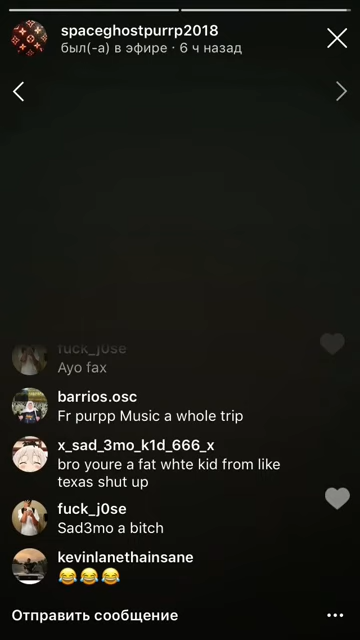 spaceghostpurrp2018
был(-а) в эфире · 6 ч назад
fuck_j0se
Ayo fax
barrios.osc
Fr purpp Music a whole trip
x_sad_3mo_k1d_666_x
bro youre a fat whte kid from like
texas shut up
fuck_j0se
Sad3mo a bitch
kevinlanethainsane
😂😂😂
Отправить сообщение